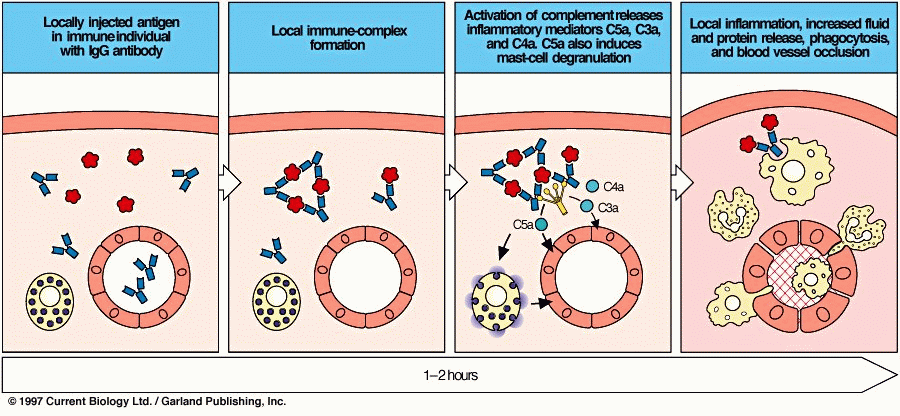 Locally injected antigen
in immune individual
with IgG antibody
Local immune-complex
formation
Activation of complement releases
inflammatory mediators C5a, C3a,
and C4a. C5a also induces
mast-cell degranulation
Local inflammation, increased fluid
and protein release, phagocytosis,
and blood vessel occlusion
C4a
C3a
C5a
1–2 hours
© 1997 Current Biology Ltd. / Garland Publishing, Inc.